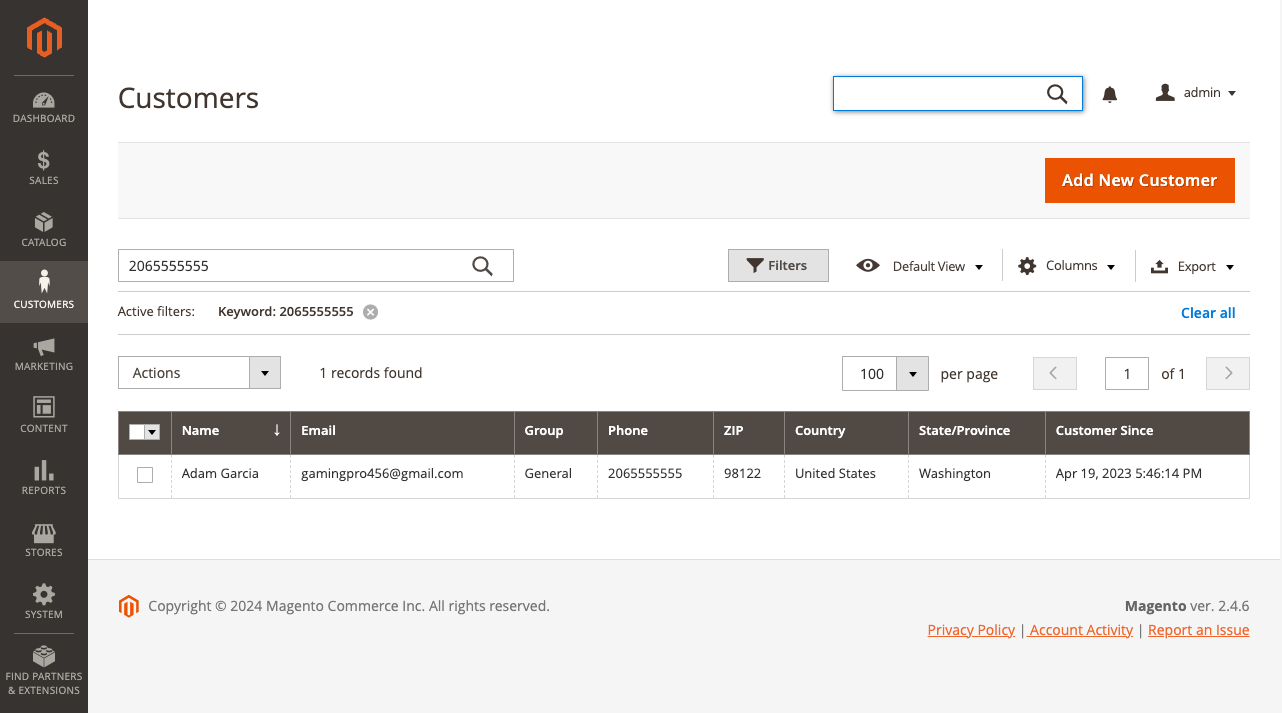 Customers
admin
Add New Customer
2065555555
Filters
Default View
Columns
Export
Active filters: Keyword: 2065555555
Clear all
Actions
1 records found
100 per page
1 of 1
Name ↓ Email Group Phone ZIP Country State/Province Customer Since
Adam Garcia gamingpro456@gmail.com General 2065555555 98122 United States Washington Apr 19, 2023 5:46:14 PM
DASHBOARD
$
SALES
CATALOG
CUSTOMERS
MARKETING
CONTENT
REPORTS
STORES
SYSTEM
FIND PARTNERS
& EXTENSIONS
Copyright © 2024 Magento Commerce Inc. All rights reserved.
Magento ver. 2.4.6
Privacy Policy | Account Activity | Report an Issue